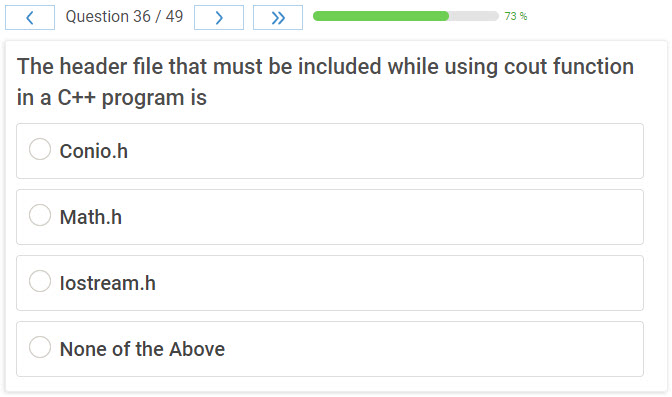 Question 36 / 49
73 %
The header file that must be included while using cout function
in a C++ program is
Conio.h
Math.h
Iostream.h
None of the Above